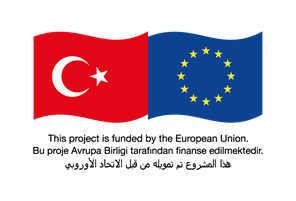 This project is funded by the European Union.
Bu proje Avrupa Birligi tarafından finanse edilmektedir.
هذا المشروع تم تمويله من قبل الاتحاد الأوروبي